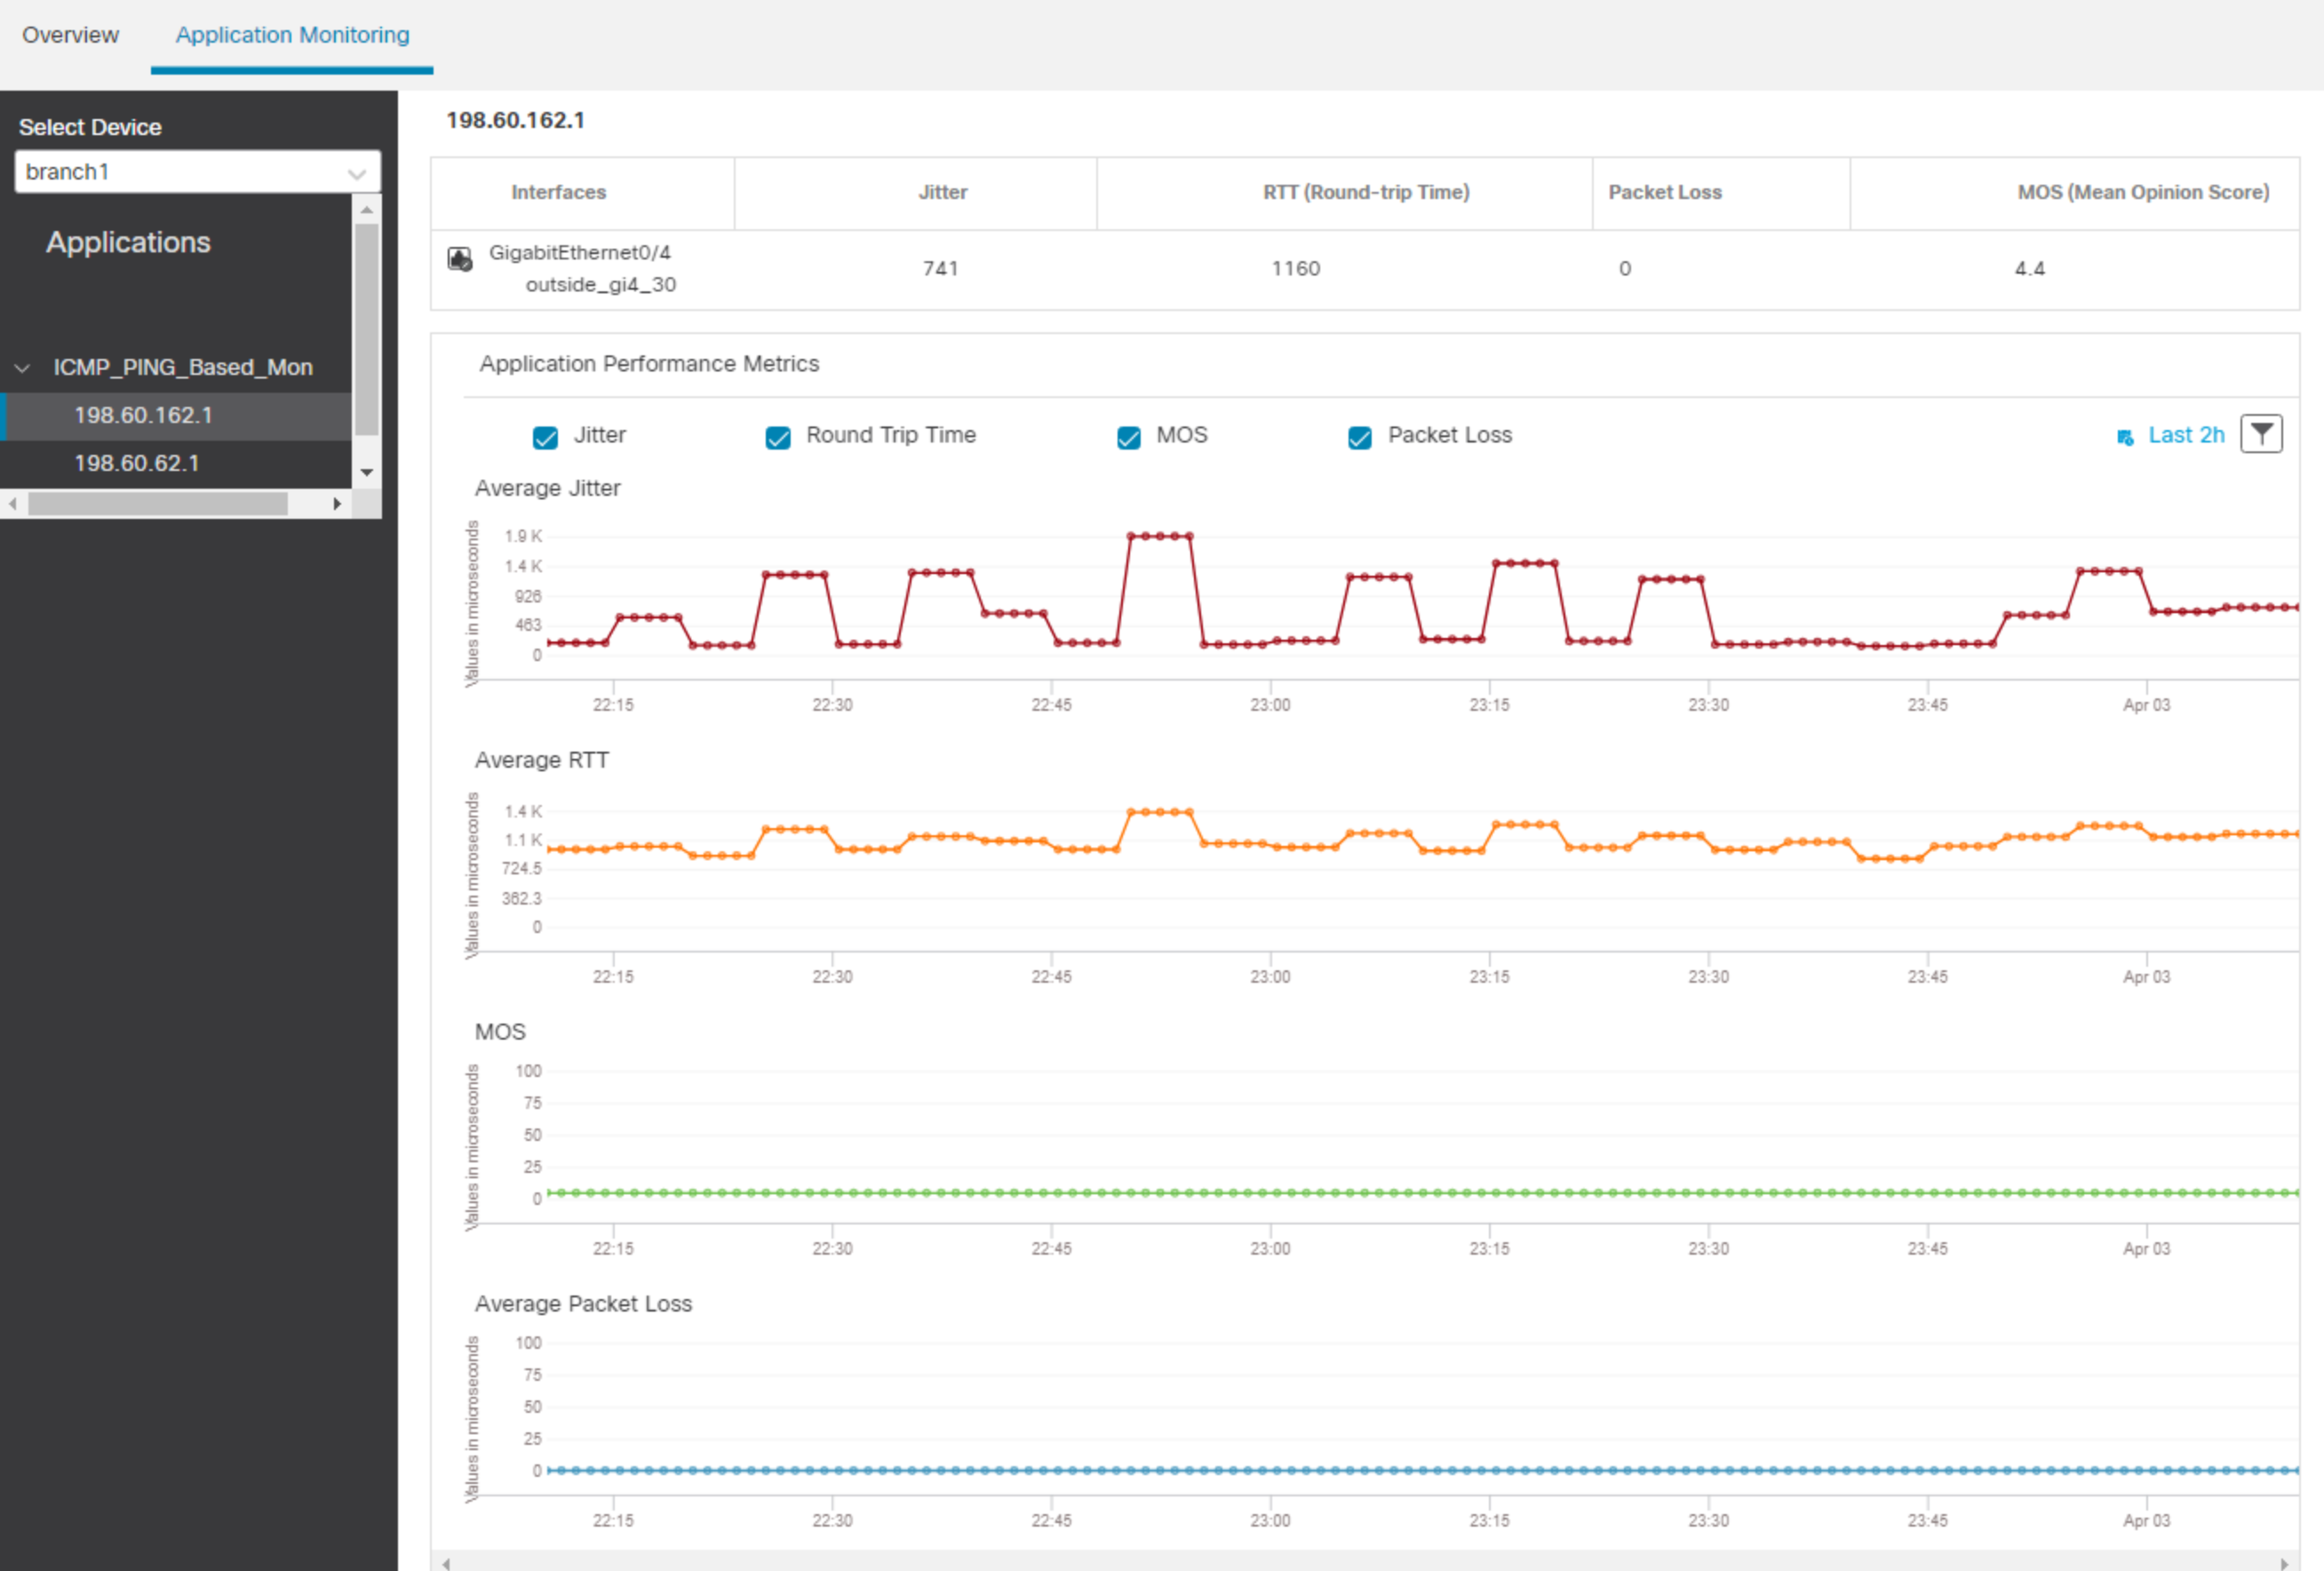 Overview Application Monitoring
Select Device
branch1
Applications
ICMP_PING_Based_Mon
198.60.162.1
198.60.62.1
198.60.162.1
Interfaces Jitter RTT (Round-trip Time) Packet Loss MOS (Mean Opinion Score)
GigabitEthernet0/4
outside_gi4_30
741 1160 0 4.4
Application Performance Metrics
Jitter Round Trip Time MOS Packet Loss Last 2h
Average Jitter
Values in microseconds
1.9 K
1.4 K
926
463
0
22:15 22:30 22:45 23:00 23:15 23:30 23:45 Apr 03
Average RTT
Values in microseconds
1.4 K
1.1 K
724.5
362.3
0
22:15 22:30 22:45 23:00 23:15 23:30 23:45 Apr 03
MOS
Values in microseconds
100
75
50
25
0
22:15 22:30 22:45 23:00 23:15 23:30 23:45 Apr 03
Average Packet Loss
Values in microseconds
100
75
50
25
0
22:15 22:30 22:45 23:00 23:15 23:30 23:45 Apr 03